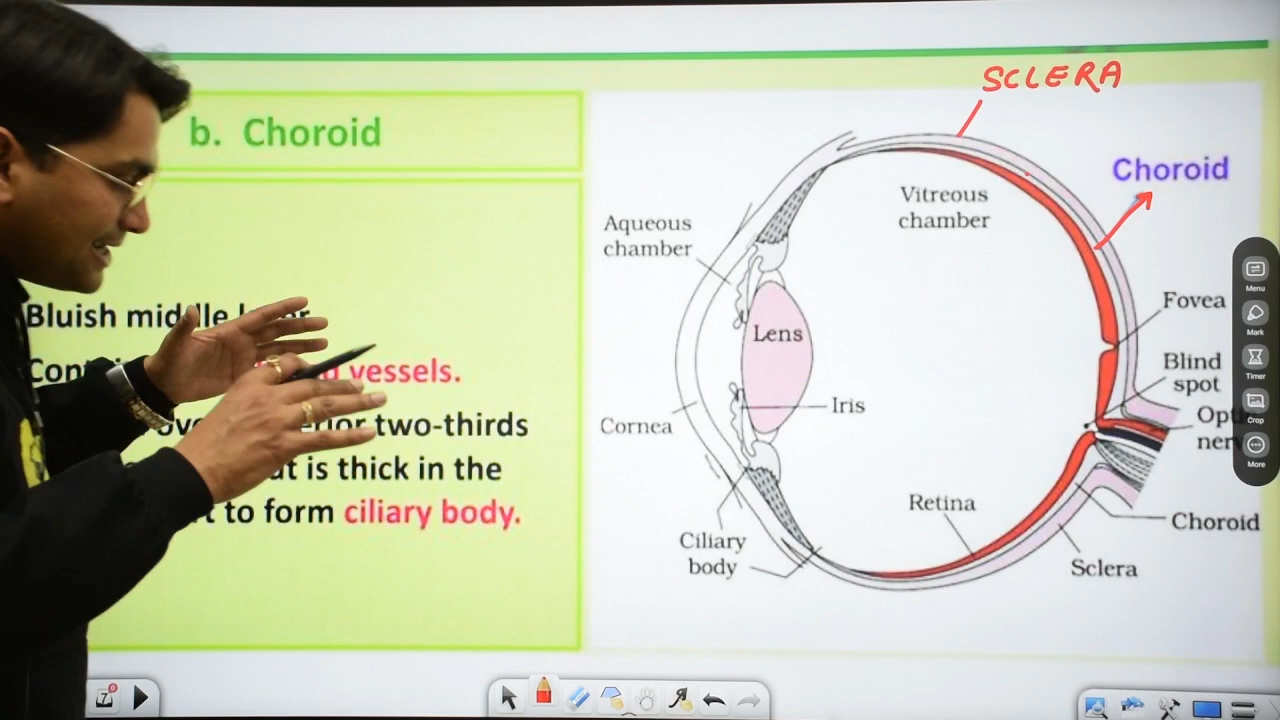 b. Choroid
Bluish middle
vessels.
two-thirds
is thick in the
to form ciliary body.
SCLERA
Choroid
Vitreous
chamber
Aqueous
chamber
Lens
Iris
Cornea
Fovea
Blind
spot
Retina
Choroid
Sclera
Ciliary
body
Menu
Mark
Timer
Crop
More